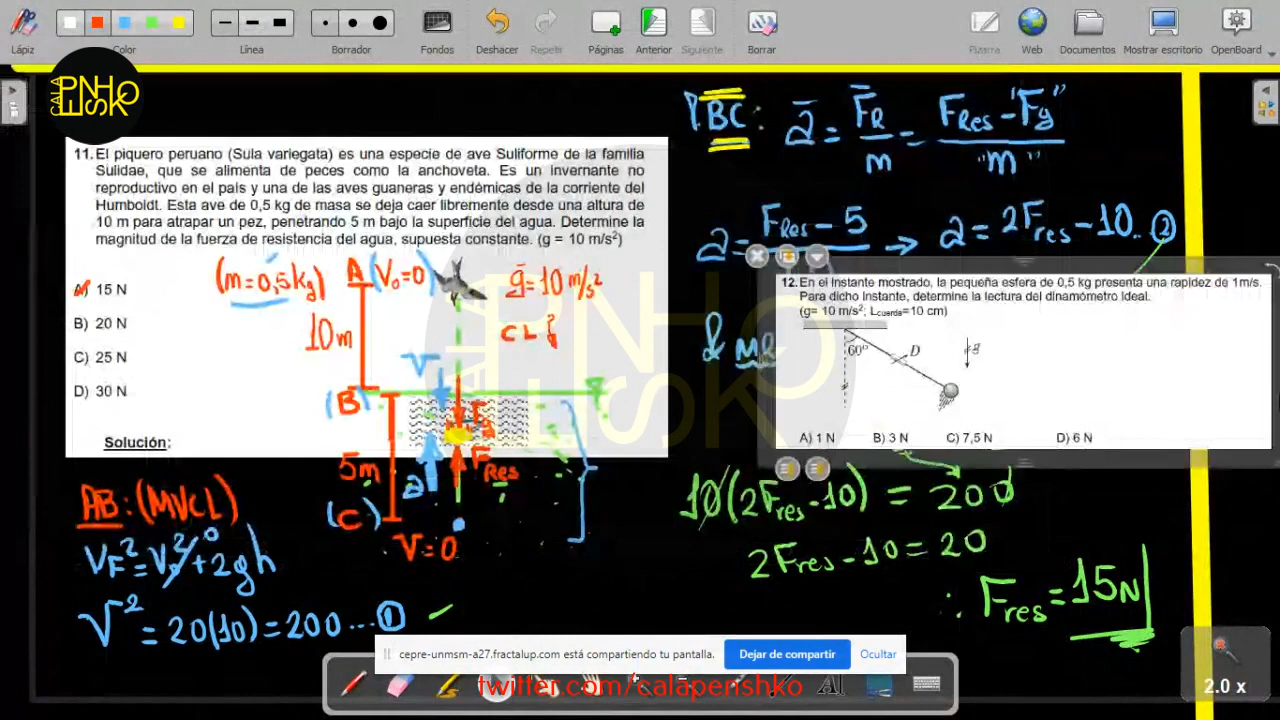 Lápiz
Color
Línea
Borrador
Fondos
Deshacer
Repetir
Páginas
Anterior
Siguiente
Borrar
Pizarra
Web
Documentos
Mostrar escritorio
OpenBoard
CALA
PENSHKO
11. El piquero peruano (Sula variegata) es una especie de ave Suliforme de la familia
Sulidae, que se alimenta de peces como la anchoveta. Es un invernante no
reproductivo en el país y una de las aves guaneras y endémicas de la corriente del
Humboldt. Esta ave de 0,5 kg de masa se deja caer libremente desde una altura de
10 m para atrapar un pez, penetrando 5 m bajo la superficie del agua. Determine la
magnitud de la fuerza de resistencia del agua, supuesta constante. (g = 10 m/s²)
A) 15 N
B) 20 N
C) 25 N
D) 30 N
Solución:
(m=0,5kg)
A (V₀=0)
g=10 m/s²
10m
CL
V
(B)
Fg
5m
a
FRes
(C)
V=0
AB: (MVCL)
VF²=V₀²+2gh
0
V²=20(10)=200 ...①
BC: a = FR/m = (FRes - "Fg")/"m"
a = FRes - 5 → a = 2Fres - 10.. ②
12. En el instante mostrado, la pequeña esfera de 0,5 kg presenta una rapidez de 1m/s.
Para dicho instante, determine la lectura del dinamómetro ideal.
(g= 10 m/s²; Lcuerda=10 cm)
60°
D
g
A) 1 N B) 3 N C) 7,5 N D) 6 N
10(2Fres-10) = 200
2Fres-10=20
∴ Fres=15N
cepre-unmsm-a27.fractalup.com está compartiendo tu pantalla.
Dejar de compartir
Ocultar
twitter.com/calapenshko
2.0 x